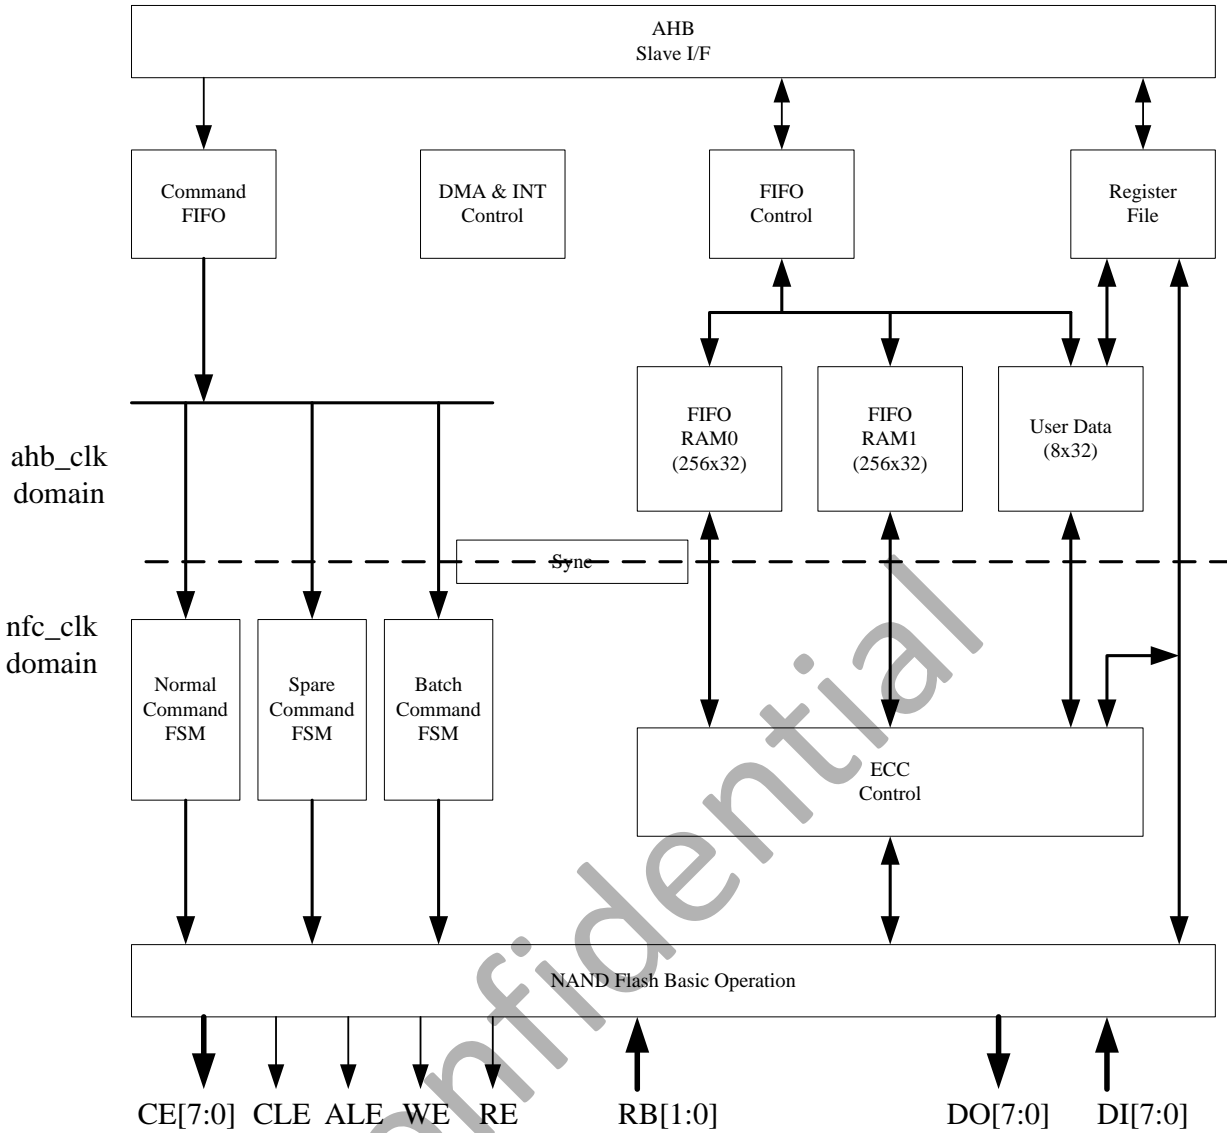 AHB
Slave I/F
Command
FIFO
DMA & INT
Control
FIFO
Control
Register
File
FIFO
RAM0
(256x32)
FIFO
RAM1
(256x32)
User Data
(8x32)
ahb_clk
domain
Sync
nfc_clk
domain
Normal
Command
FSM
Spare
Command
FSM
Batch
Command
FSM
ECC
Control
NAND Flash Basic Operation
CE[7:0] CLE ALE WE RE RB[1:0] DO[7:0] DI[7:0]
nfidential